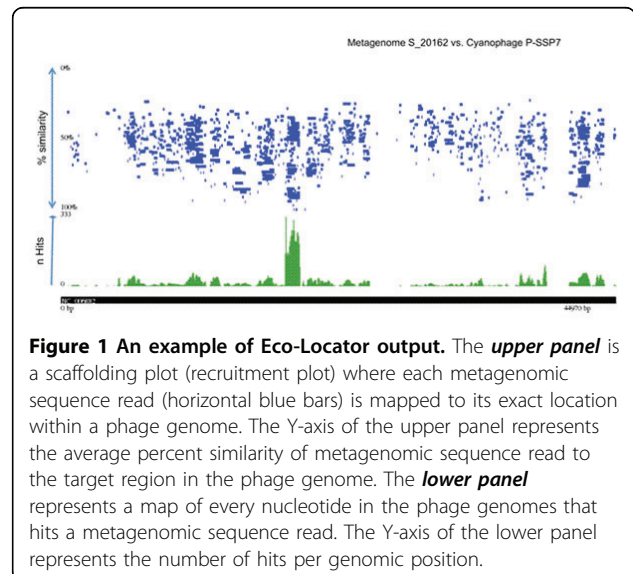 Metagenome S_20162 vs. Cyanophage P-SSP7
0%
% similarity
50%
100%
233
n Hits
0
0 bp
Figure 1 An example of Eco-Locator output. The upper panel is
a scaffolding plot (recruitment plot) where each metagenomic
sequence read (horizontal blue bars) is mapped to its exact location
within a phage genome. The Y-axis of the upper panel represents
the average percent similarity of metagenomic sequence read to
the target region in the phage genome. The lower panel
represents a map of every nucleotide in the phage genomes that
hits a metagenomic sequence read. The Y-axis of the lower panel
represents the number of hits per genomic position.